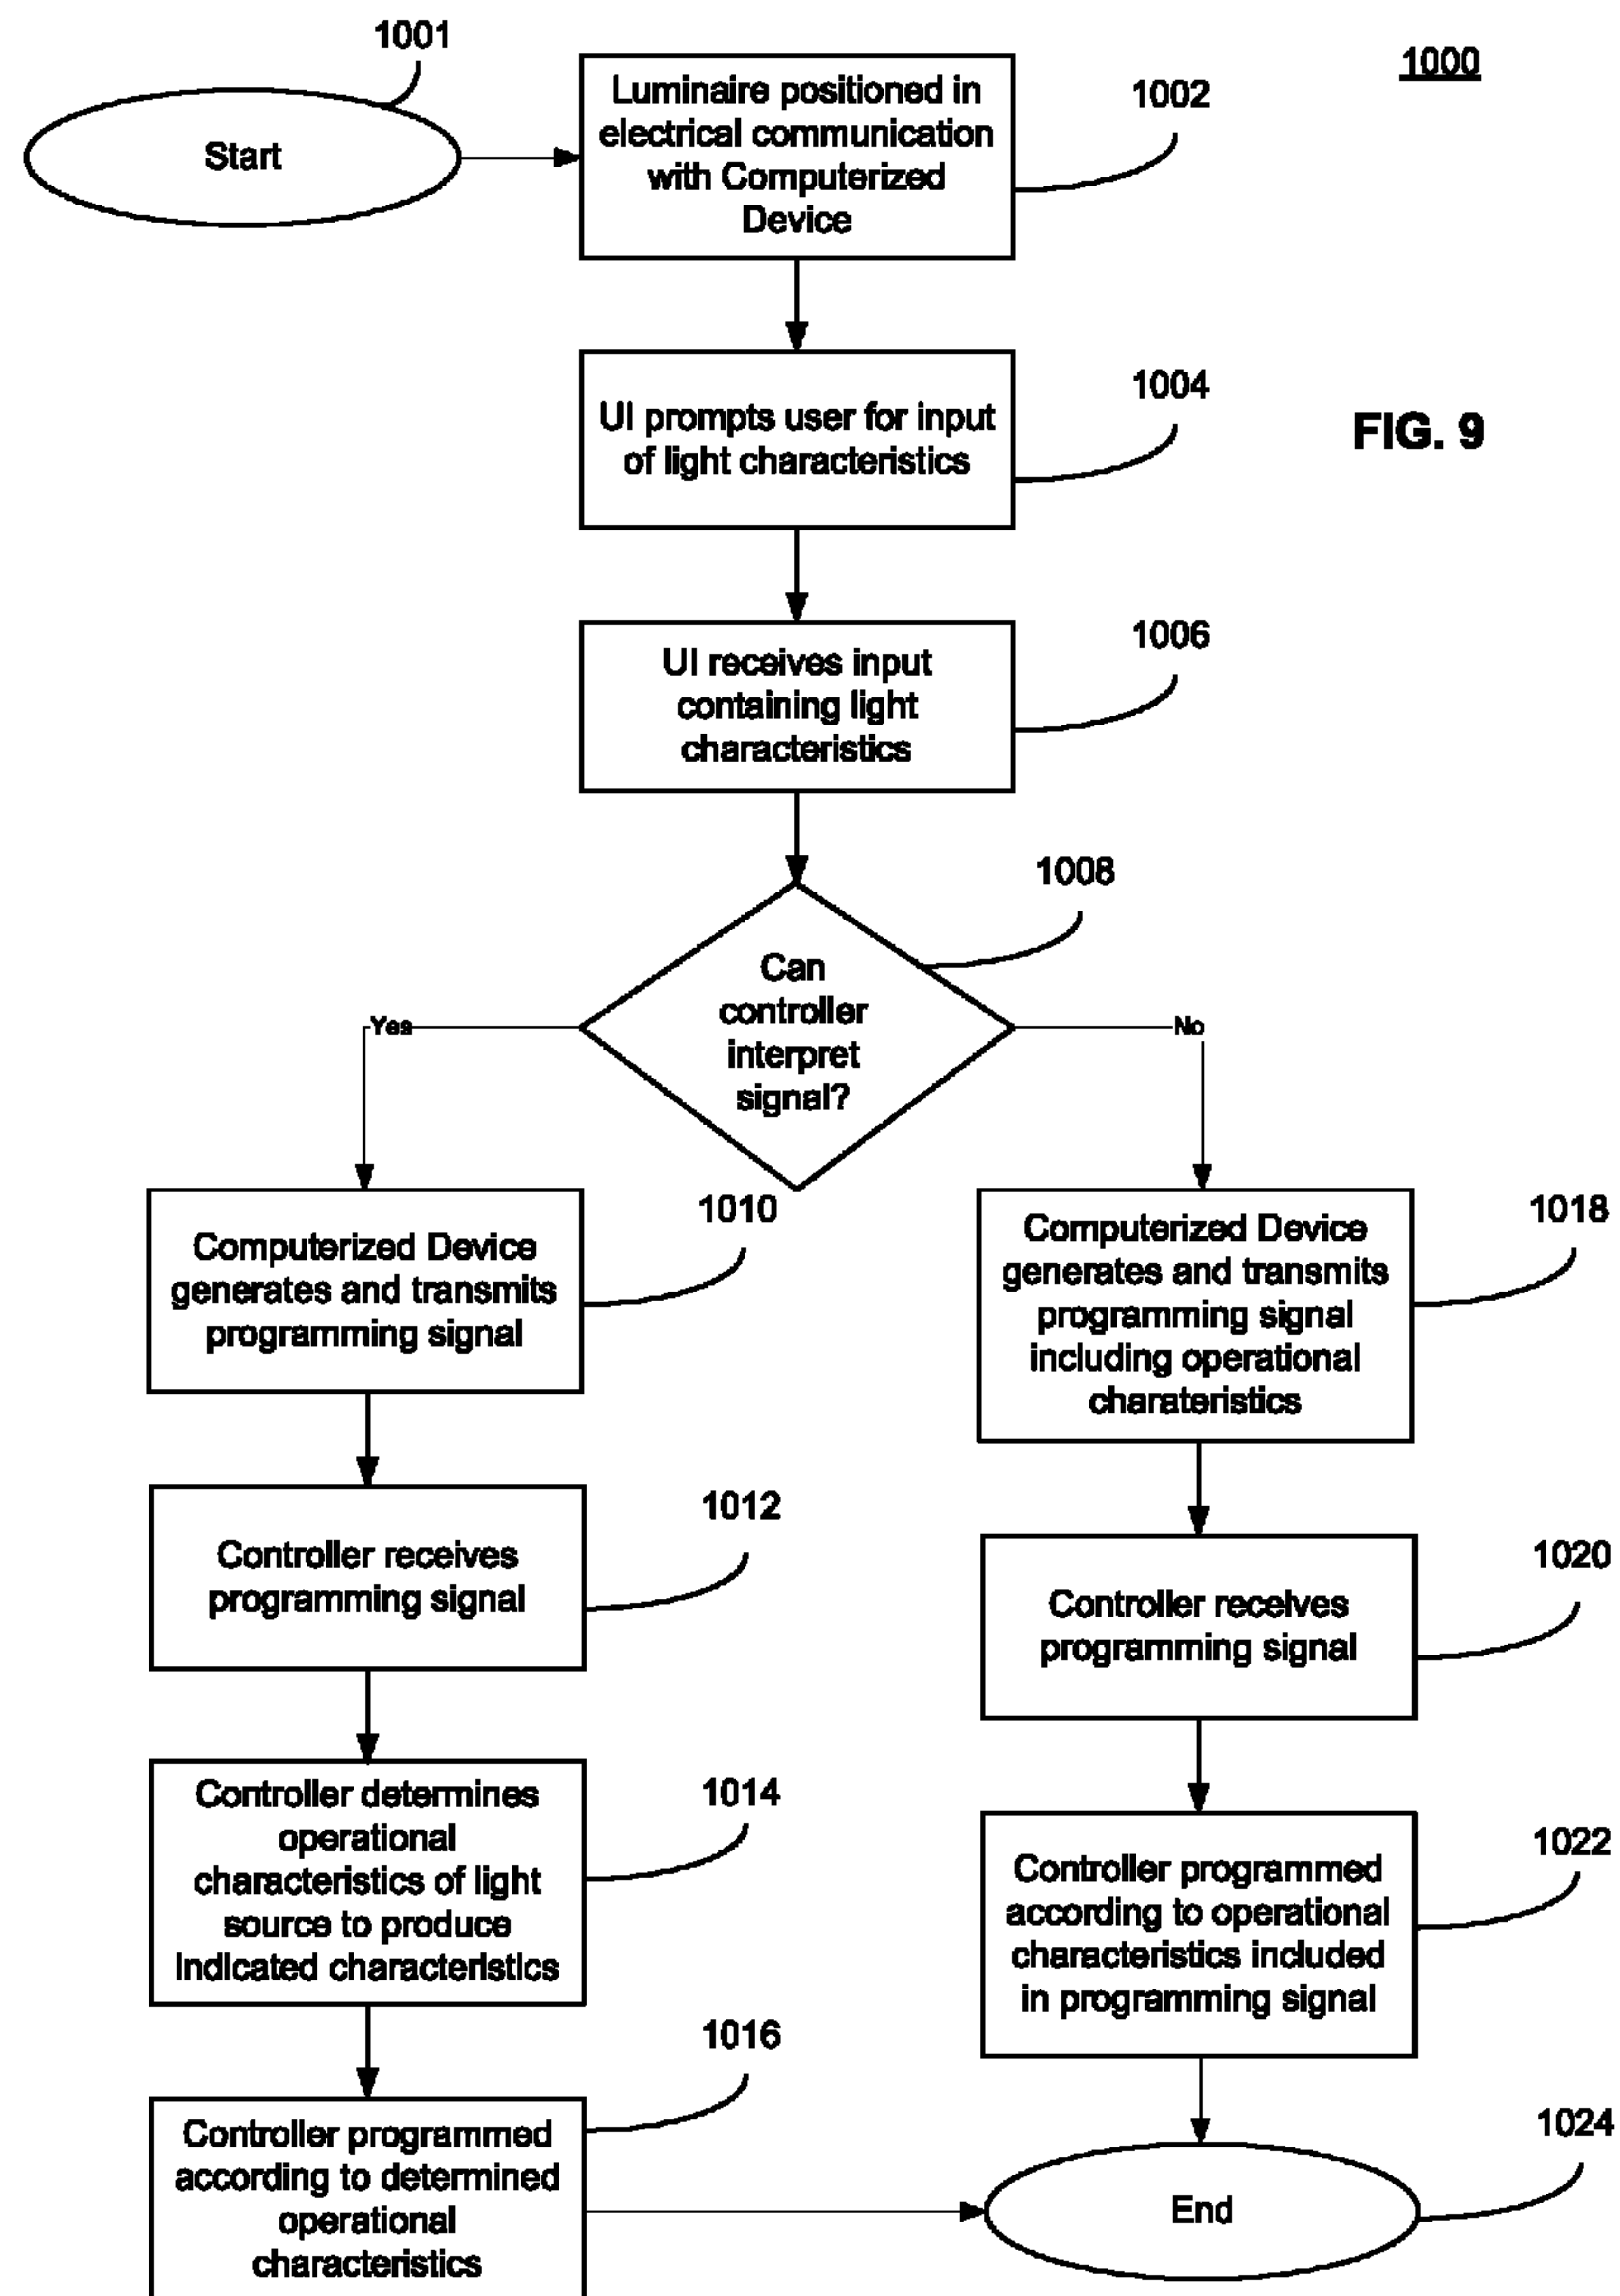 1001
1000
Start
Luminaire positioned in
electrical communication
with Computerized
Device
1002
UI prompts user for input
of light characteristics
1004
FIG. 9
UI receives input
containing light
characteristics
1006
Can
controller
interpret
signal?
1008
Yes
No
Computerized Device
generates and transmits
programming signal
1010
Computerized Device
generates and transmits
programming signal
including operational
charateristics
1018
Controller receives
programming signal
1012
Controller receives
programming signal
1020
Controller determines
operational
characteristics of light
source to produce
indicated characteristics
1014
Controller programmed
according to operational
characteristics included
in programming signal
1022
Controller programmed
according to determined
operational
characteristics
1016
End
1024